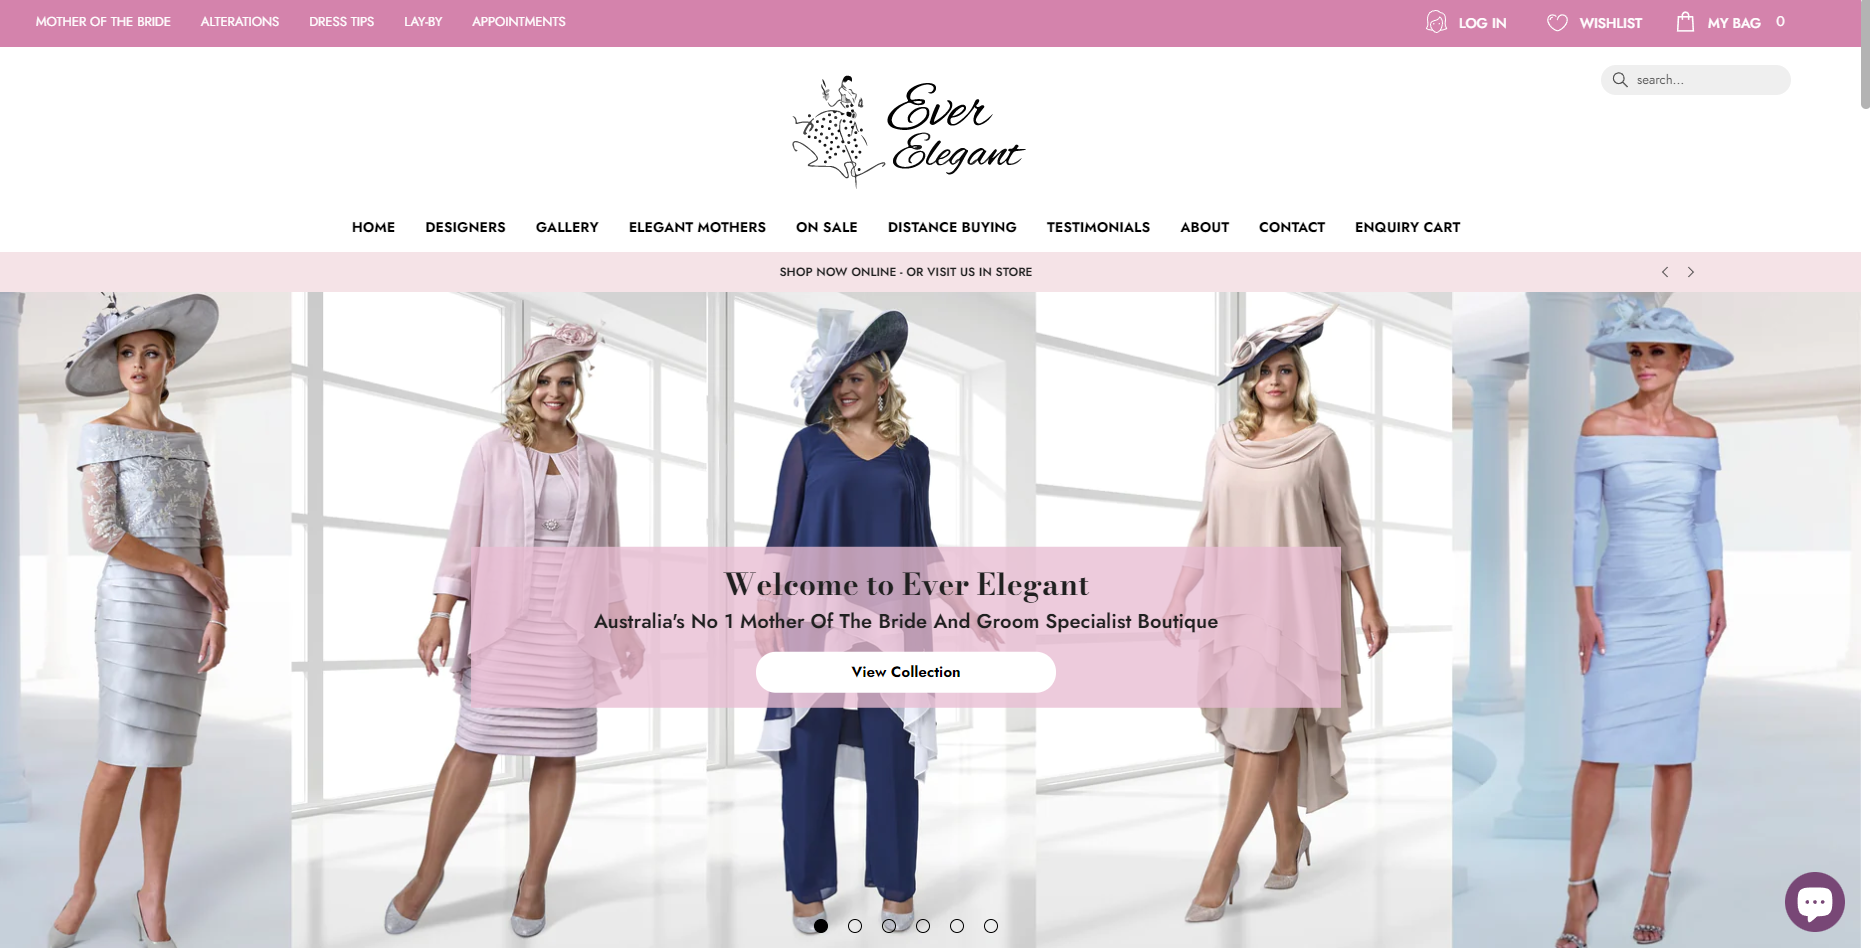 MOTHER OF THE BRIDE ALTERATIONS DRESS TIPS LAY-BY APPOINTMENTS LOG IN WISHLIST MY BAG 0
search...
Ever
Elegant
HOME DESIGNERS GALLERY ELEGANT MOTHERS ON SALE DISTANCE BUYING TESTIMONIALS ABOUT CONTACT ENQUIRY CART
SHOP NOW ONLINE - OR VISIT US IN STORE
Welcome to Ever Elegant
Australia's No 1 Mother Of The Bride And Groom Specialist Boutique
View Collection